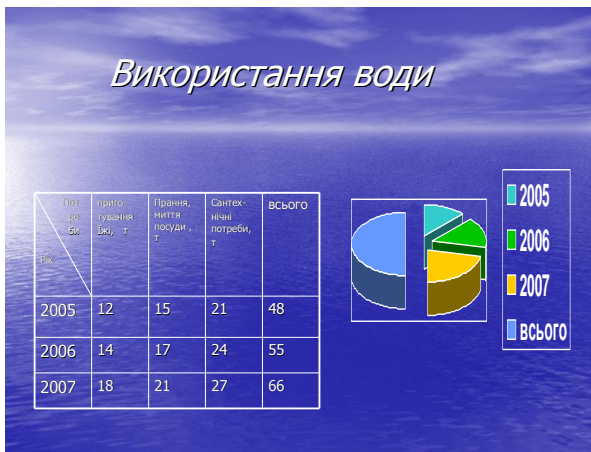 Використання води
Пот
ре
би
Рік
приго-
тування
їжі, т
Прання,
миття
посуди ,
т
Сантех-
нічні
потреби,
т
всього
2005 12 15 21 48
2006 14 17 24 55
2007 18 21 27 66
2005
2006
2007
всього